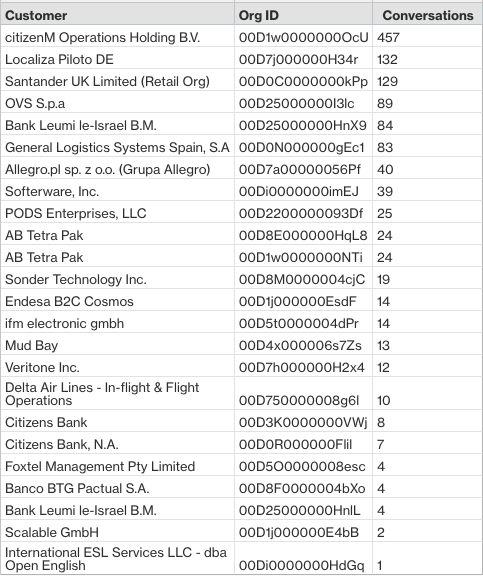 Customer Org ID Conversations
citizenM Operations Holding B.V. 00D1w0000000OcU 457
Localiza Piloto DE 00D7j000000H34r 132
Santander UK Limited (Retail Org) 00D0C0000000kPp 129
OVS S.p.a 00D25000000I3lc 89
Bank Leumi le-Israel B.M. 00D25000000HnX9 84
General Logistics Systems Spain, S.A 00D0N000000gEc1 83
Allegro.pl sp. z o.o. (Grupa Allegro) 00D7a00000056Pf 40
Softerware, Inc. 00Di0000000imEJ 39
PODS Enterprises, LLC 00D2200000093Df 25
AB Tetra Pak 00D8E000000HqL8 24
AB Tetra Pak 00D1w0000000NTi 24
Sonder Technology Inc. 00D8M0000004cjC 19
Endesa B2C Cosmos 00D1j000000EsdF 14
ifm electronic gmbh 00D5t0000004dPr 14
Mud Bay 00D4x000006s7Zs 13
Veritone Inc. 00D7h000000H2x4 12
Delta Air Lines - In-flight & Flight
Operations 00D750000008g6l 10
Citizens Bank 00D3K0000000VWj 8
Citizens Bank, N.A. 00D0R000000Flil 7
Foxtel Management Pty Limited 00D5O0000008esc 4
Banco BTG Pactual S.A. 00D8F0000004bXo 4
Bank Leumi le-Israel B.M. 00D25000000HnlL 4
Scalable GmbH 00D1j000000E4bB 2
International ESL Services LLC - dba
Open English 00Di0000000HdGq 1